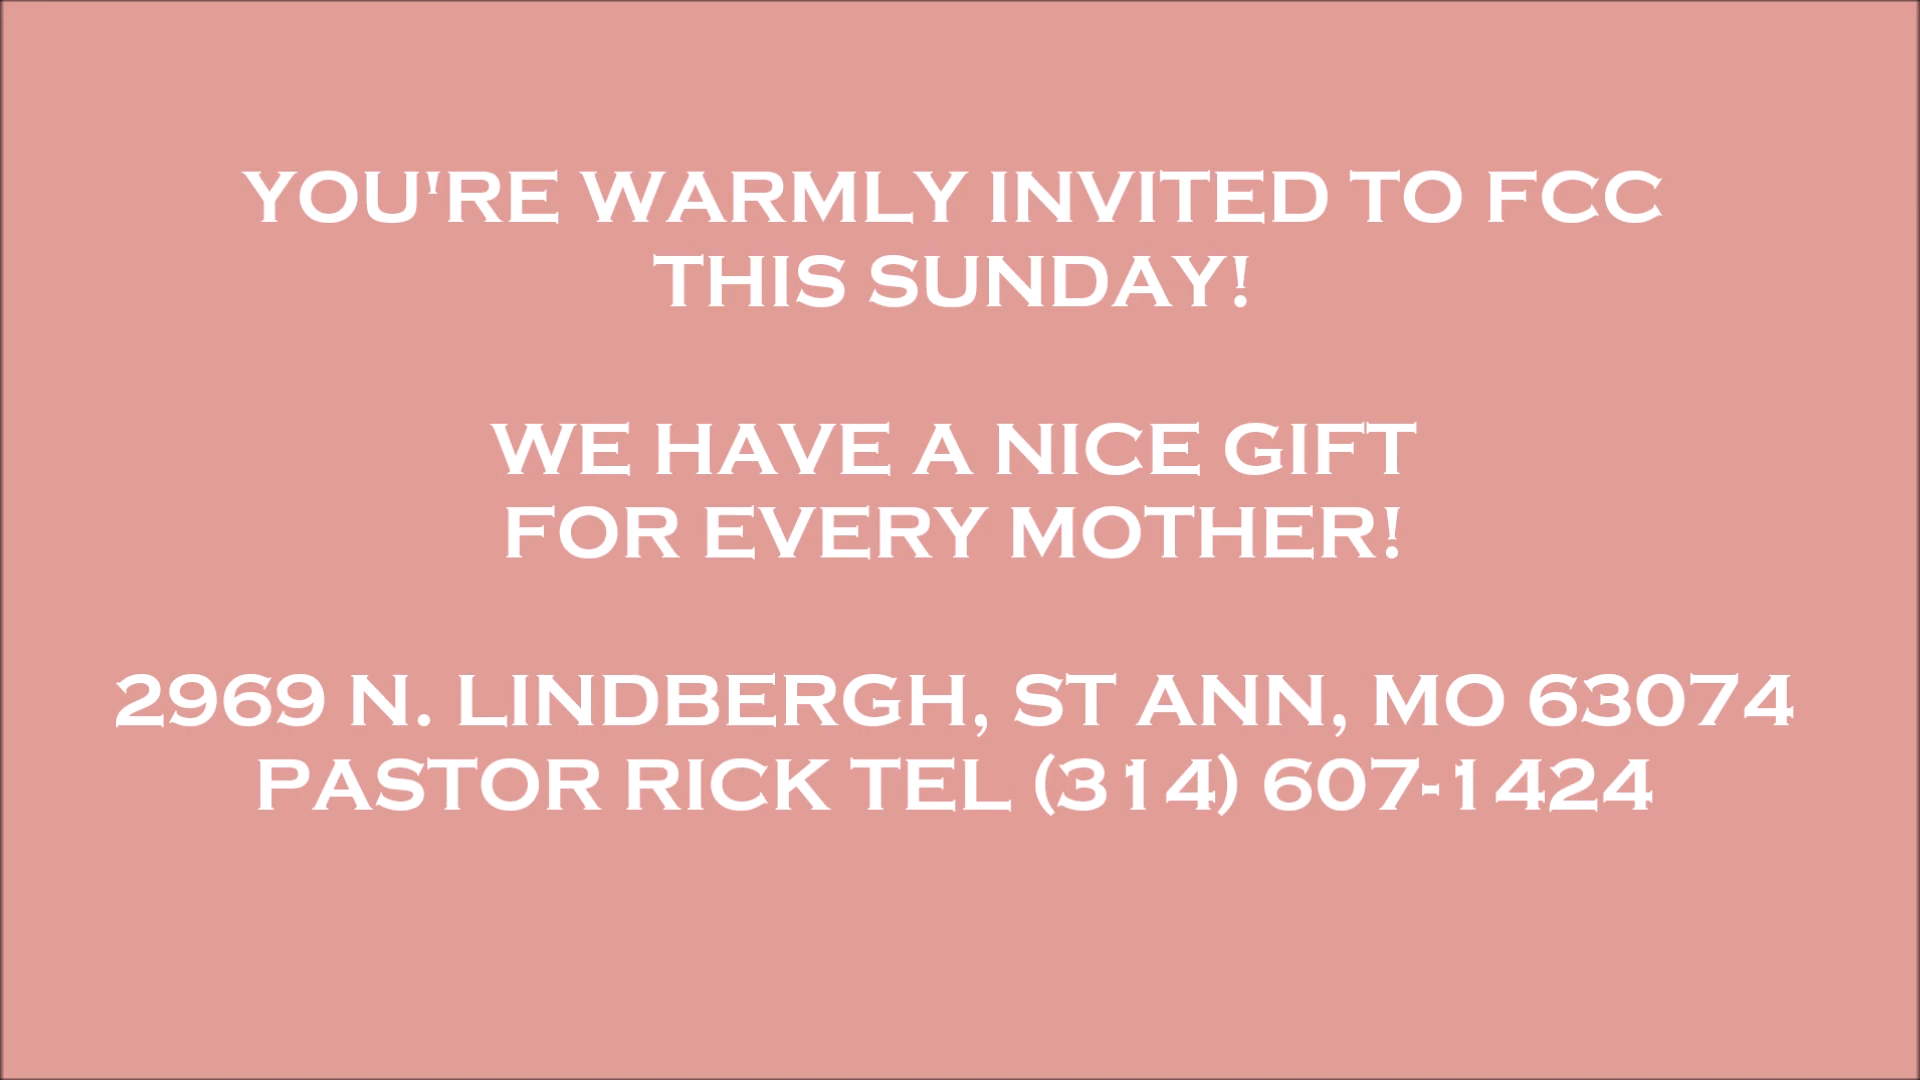 YOU'RE WARMLY INVITED TO FCC
THIS SUNDAY!
WE HAVE A NICE GIFT
FOR EVERY MOTHER!
2969 N. LINDBERGH, ST ANN, MO 63074
PASTOR RICK TEL (314) 607-1424